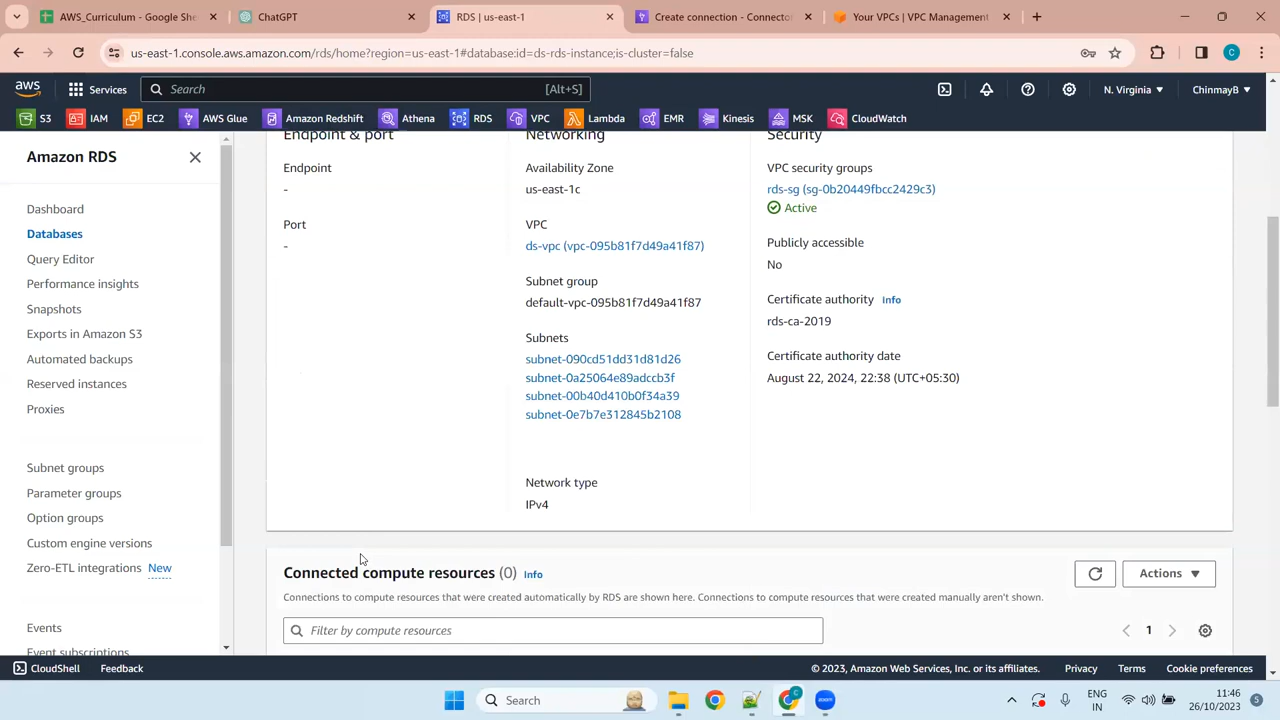 AWS_Curriculum - Google She
ChatGPT
RDS | us-east-1
Create connection - Connecto
Your VPCs | VPC Management
us-east-1.console.aws.amazon.com/rds/home?region=us-east-1#database:id=ds-rds-instance;is-cluster=false
C
aws
Services
Search
[Alt+S]
N. Virginia
ChinmayB
S3
IAM
EC2
AWS Glue
Amazon Redshift
Athena
RDS
VPC
Lambda
EMR
Kinesis
MSK
CloudWatch
Amazon RDS
Dashboard
Databases
Query Editor
Performance insights
Snapshots
Exports in Amazon S3
Automated backups
Reserved instances
Proxies
Subnet groups
Parameter groups
Option groups
Custom engine versions
Zero-ETL integrations New
Events
Event subscriptions
Endpoint & port
Endpoint
-
Port
-
Networking
Availability Zone
us-east-1c
VPC
ds-vpc (vpc-095b81f7d49a41f87)
Subnet group
default-vpc-095b81f7d49a41f87
Subnets
subnet-090cd51dd31d81d26
subnet-0a25064e89adccb3f
subnet-00b40d410b0f34a39
subnet-0e7b7e312845b2108
Network type
IPv4
Security
VPC security groups
rds-sg (sg-0b20449fbcc2429c3)
Active
Publicly accessible
No
Certificate authority Info
rds-ca-2019
Certificate authority date
August 22, 2024, 22:38 (UTC+05:30)
Connected compute resources (0) Info
Actions
Connections to compute resources that were created automatically by RDS are shown here. Connections to compute resources that were created manually aren't shown.
Filter by compute resources
1
CloudShell
Feedback
© 2023, Amazon Web Services, Inc. or its affiliates.
Privacy
Terms
Cookie preferences
Search
C
zoom
ENG
IN
11:46
26/10/2023
5